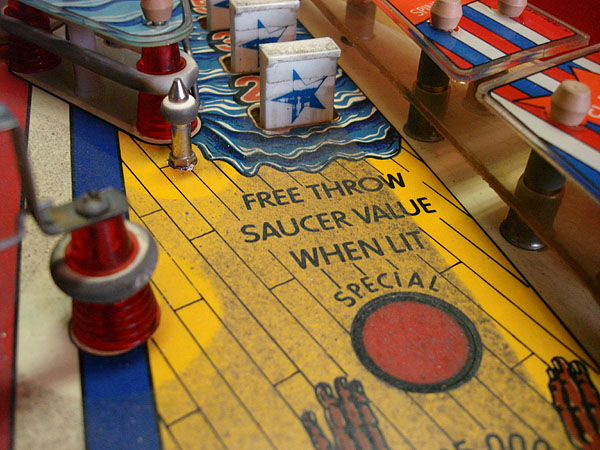 FREE THROW
SAUCER VALUE
WHEN LIT
SPECIAL